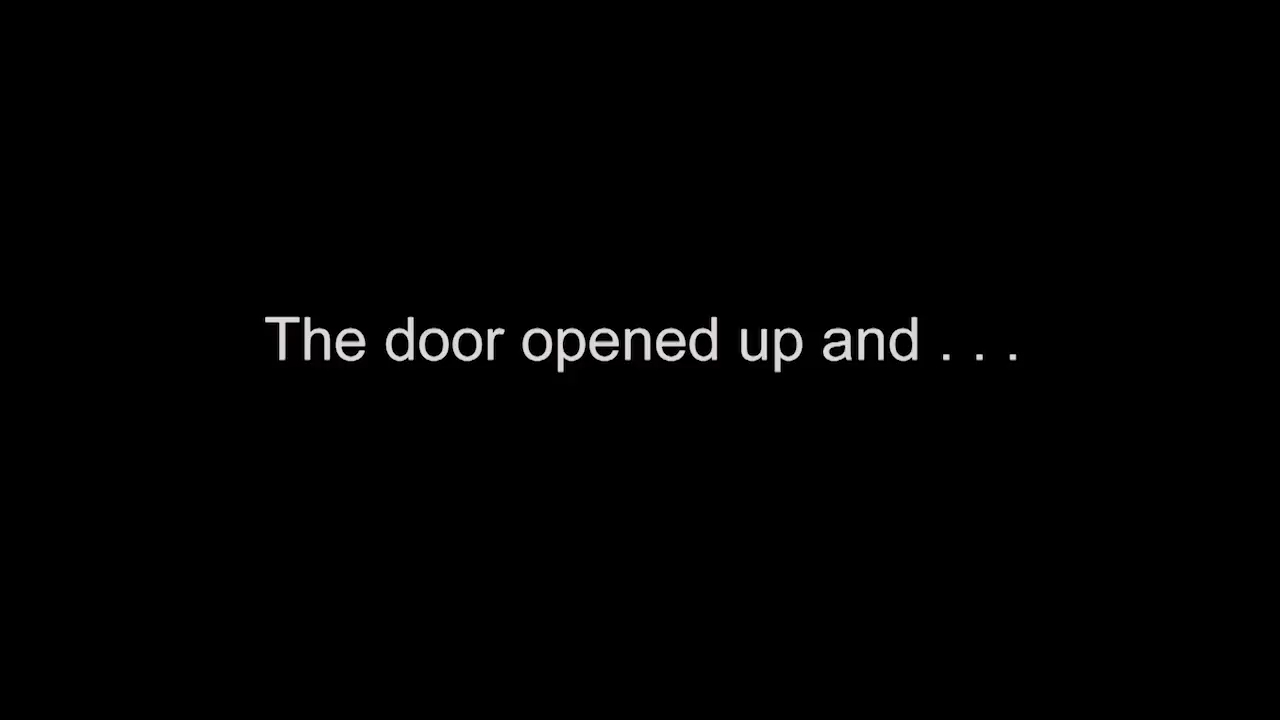 The door opened up and . . .